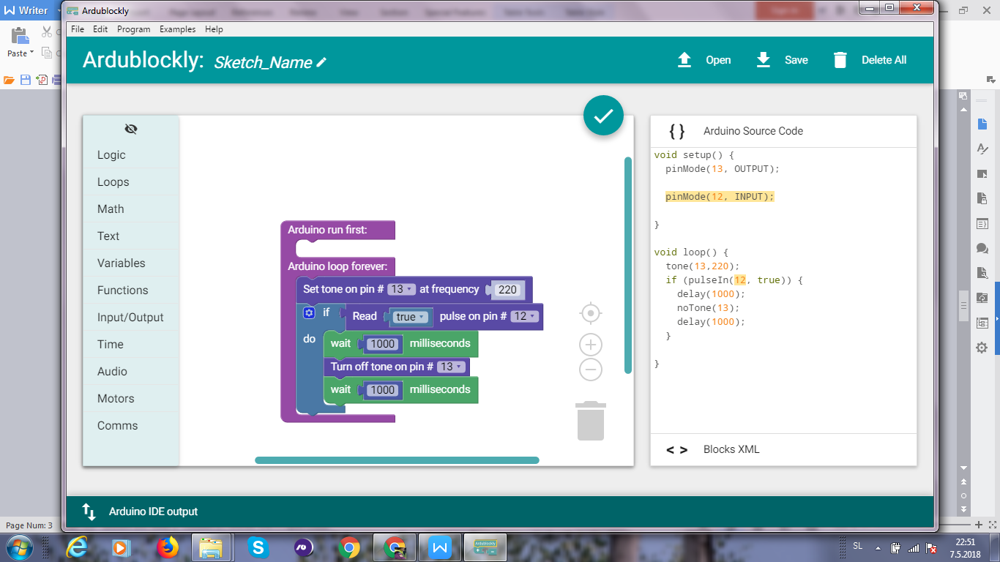 Writer
Ardublockly
Paste
File Edit Program Examples Help
Ardublockly: Sketch_Name
Open Save Delete All
Logic
Loops
Math
Text
Variables
Functions
Input/Output
Time
Audio
Motors
Comms
Arduino run first:
Arduino loop forever:
Set tone on pin # 13 at frequency 220
if Read true pulse on pin # 12
do
wait 1000 milliseconds
Turn off tone on pin # 13
wait 1000 milliseconds
{ } Arduino Source Code
void setup() {
pinMode(13, OUTPUT);
pinMode(12, INPUT);
}
void loop() {
tone(13,220);
if (pulseIn(12, true)) {
delay(1000);
noTone(13);
delay(1000);
}
}
< > Blocks XML
Arduino IDE output
Page Num: 3
SL
22:51
7.5.2018